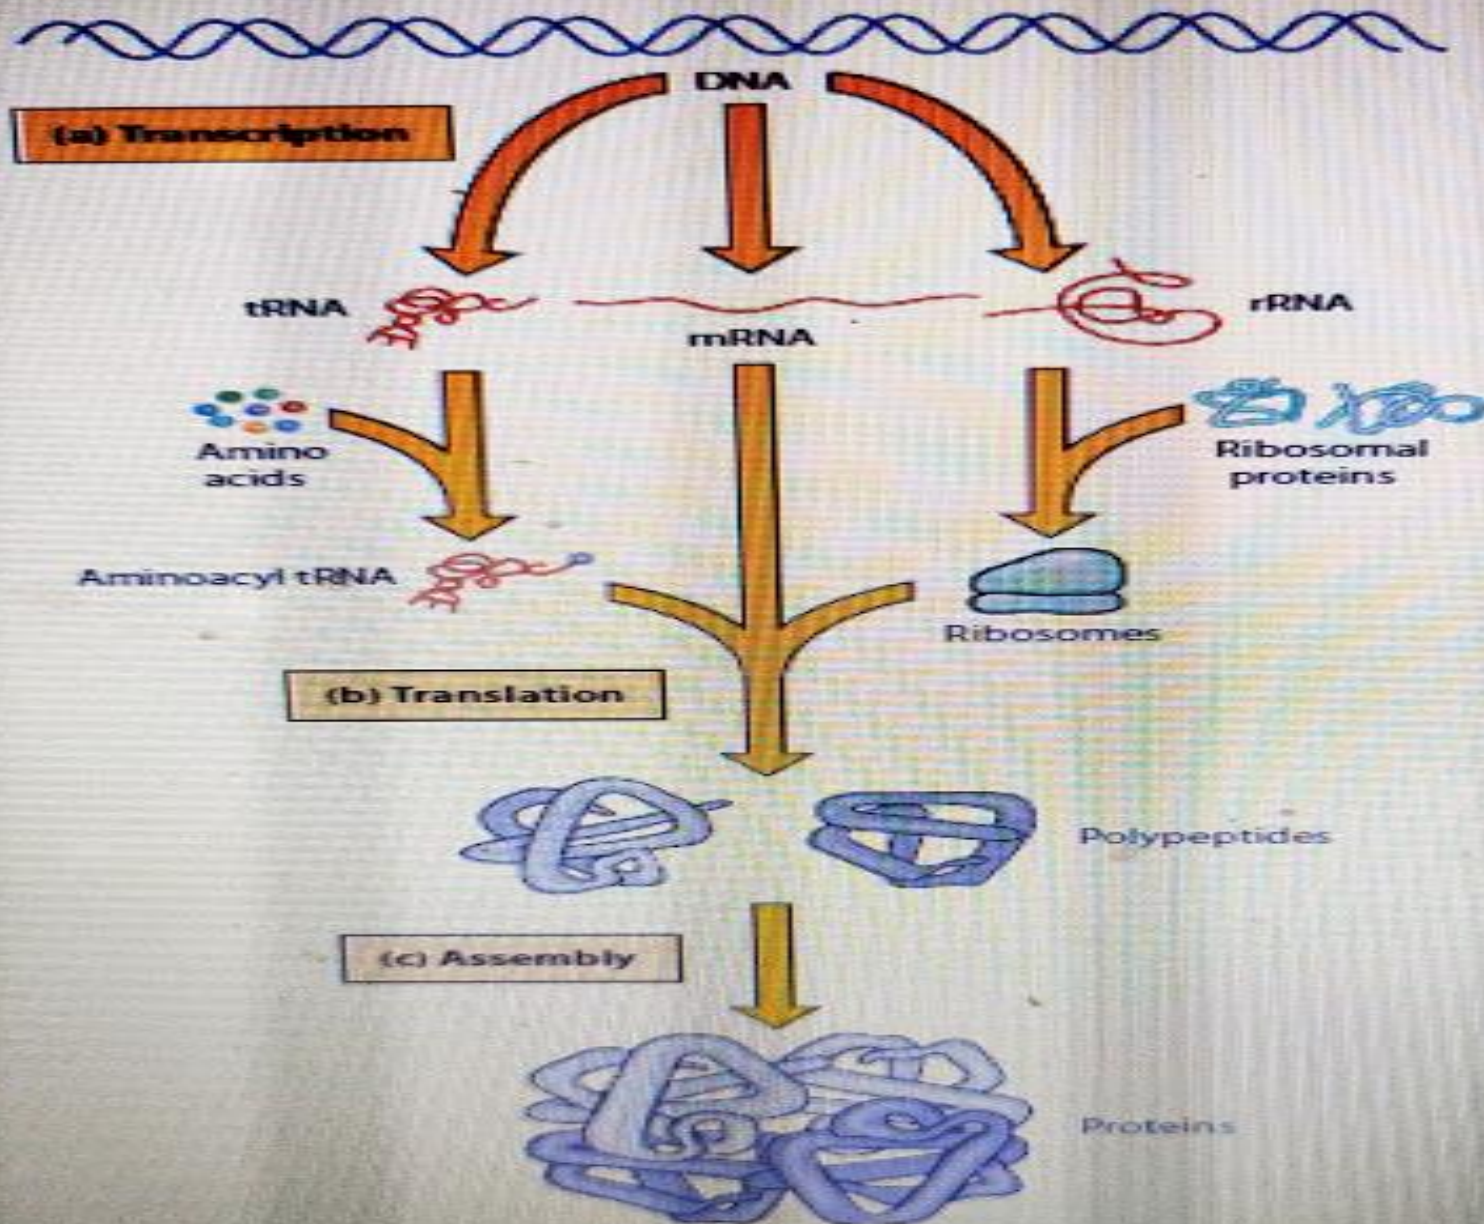 DNA
(a) Transcription
tRNA
mRNA
rRNA
Amino
acids
Ribosomal
proteins
Aminoacyl tRNA
Ribosomes
(b) Translation
Polypeptides
(c) Assembly
Proteins